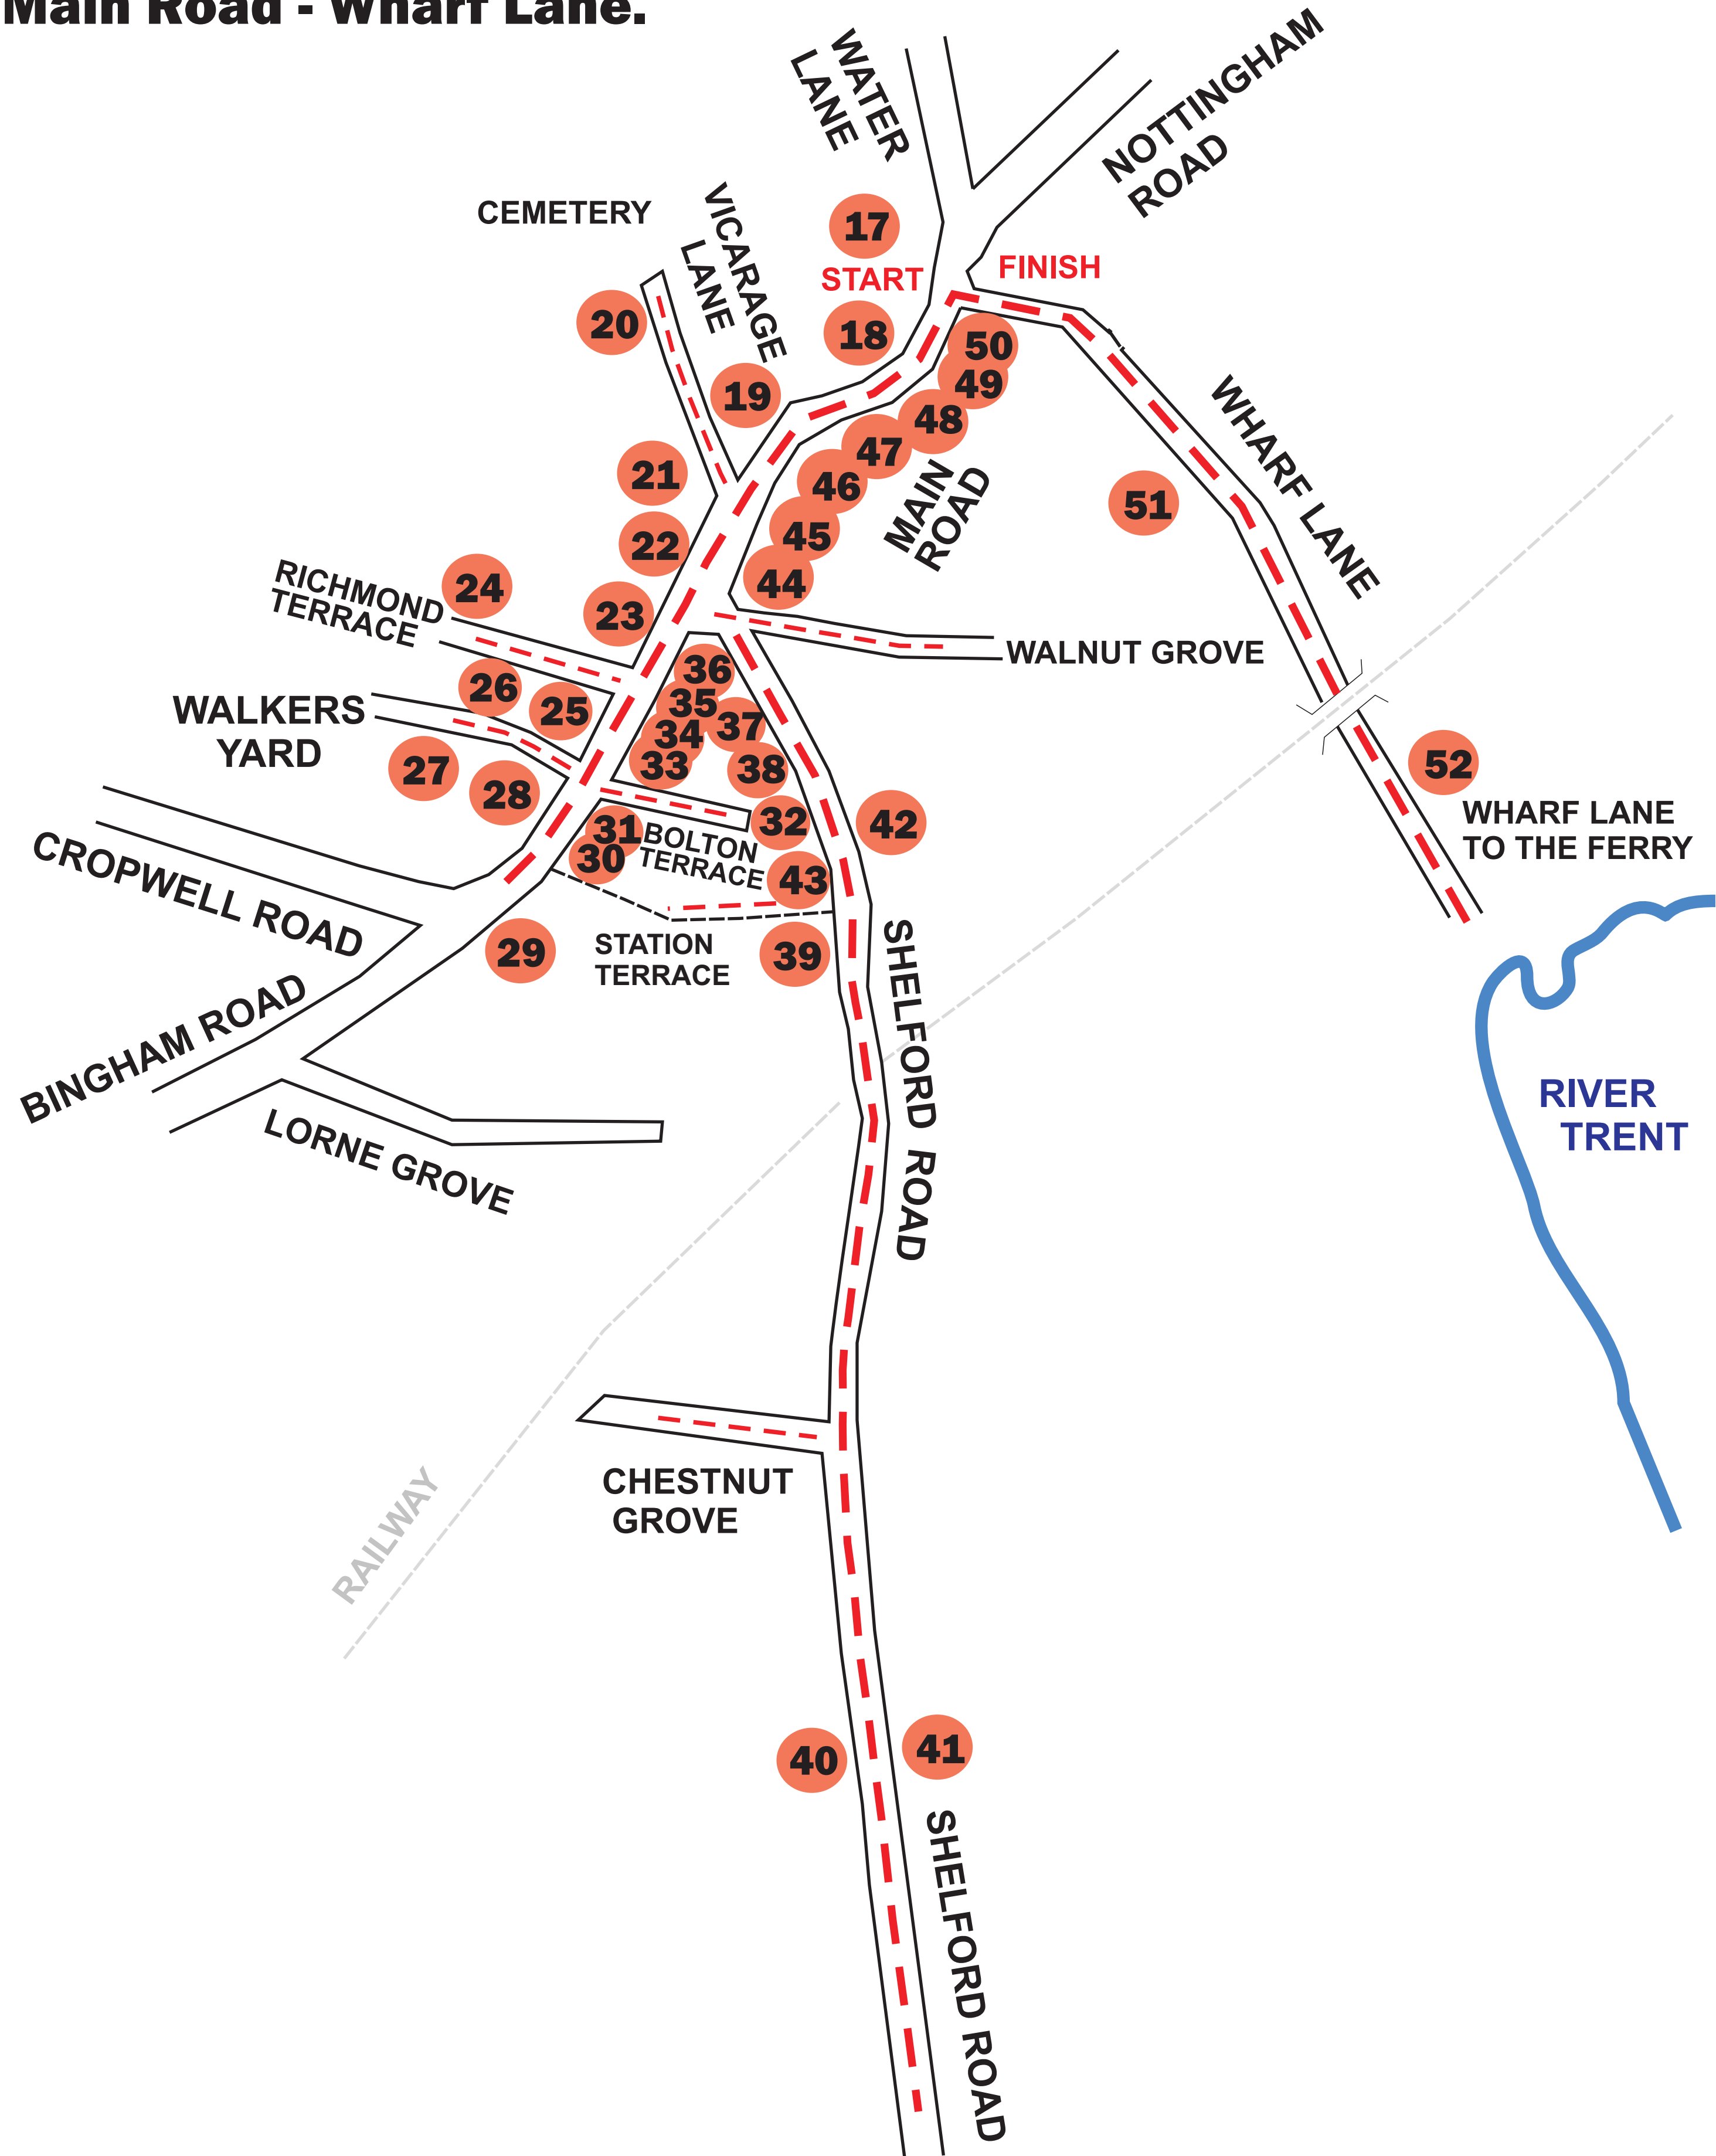 Main Road - Wharf Lane.
WATER
LANE
NOTTINGHAM
ROAD
CEMETERY
VICARAGE
LANE
17
START
FINISH
18
20
19
50
49
48
47
46
45
44
MAIN
ROAD
51
WHARF LANE
21
22
23
RICHMOND
TERRACE
24
WALNUT GROVE
26
25
WALKERS
YARD
27
28
36
35
34
33
37
38
31
30
32
BOLTON
TERRACE
43
42
52
WHARF LANE
TO THE FERRY
CROPWELL ROAD
29
STATION
TERRACE
39
BINGHAM ROAD
LORNE GROVE
SHELFORD ROAD
RIVER
TRENT
RAILWAY
CHESTNUT
GROVE
40
41
SHELFORD ROAD